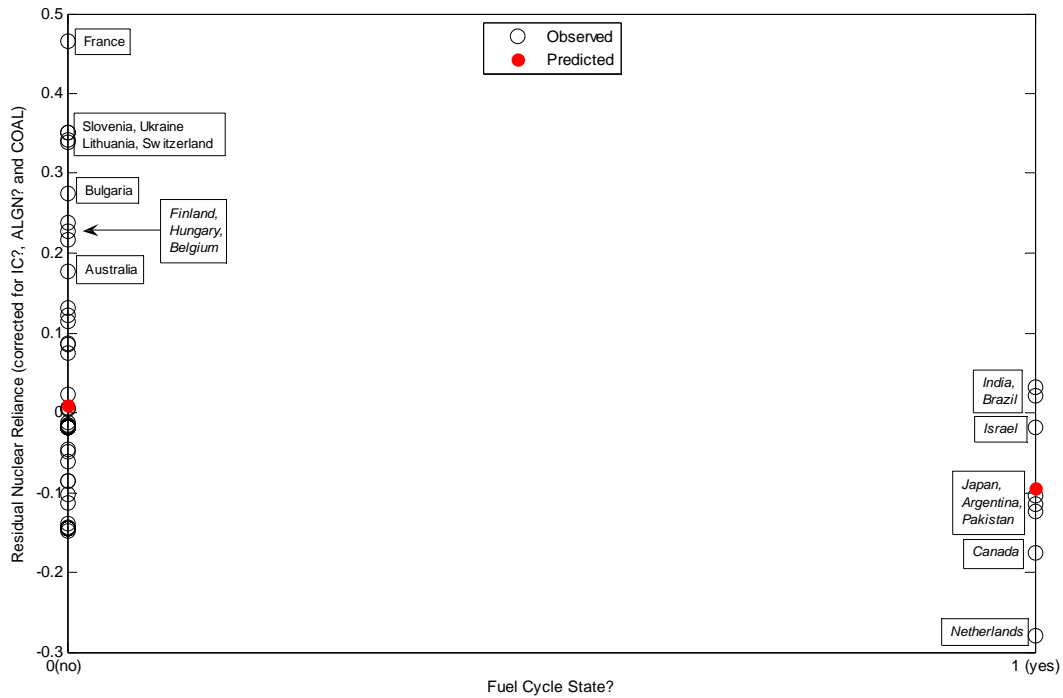 Residual Nuclear Reliance (corrected for IC?, ALGN? and COAL)
0.5
0.4
0.3
0.2
0.1
0
-0.1
-0.2
-0.3
France
Slovenia, Ukraine
Lithuania, Switzerland
Bulgaria
Finland,
Hungary,
Belgium
Australia
Observed
Predicted
India,
Brazil
Israel
Japan,
Argentina,
Pakistan
Canada
Netherlands
0(no)
1 (yes)
Fuel Cycle State?